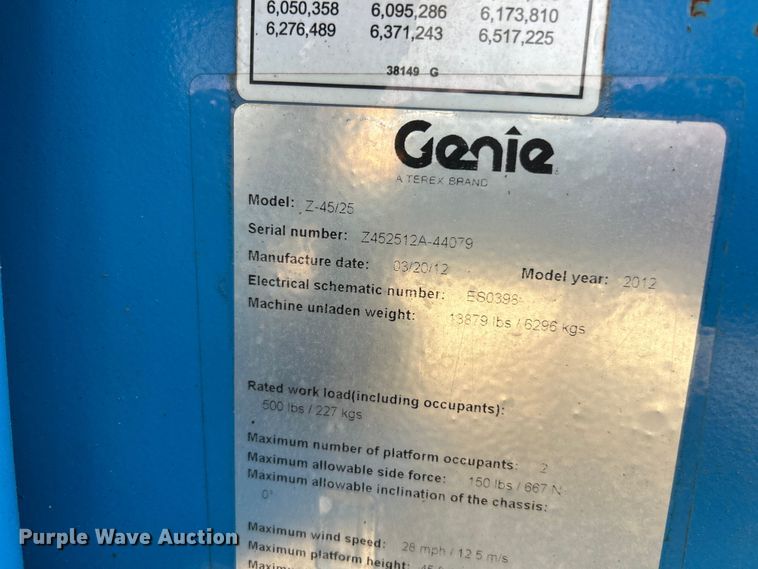 6,050,358 6,095,286 6,173,810
6,276,489 6,371,243 6,517,225
38149 G
Genie
A TEREX BRAND
Model: Z-45/25
Serial number: Z452512A-44079
Manufacture date: 03/20/12 Model year: 2012
Electrical schematic number: ES0398
Machine unladen weight: 13879 lbs / 6296 kgs
Rated work load(including occupants):
500 lbs / 227 kgs
Maximum number of platform occupants: 2
Maximum allowable side force: 150 lbs / 667 N
Maximum allowable inclination of the chassis:
0°
Maximum wind speed: 28 mph / 12.5 m/s
Maximum platform height:
Maximum
Purple Wave Auction